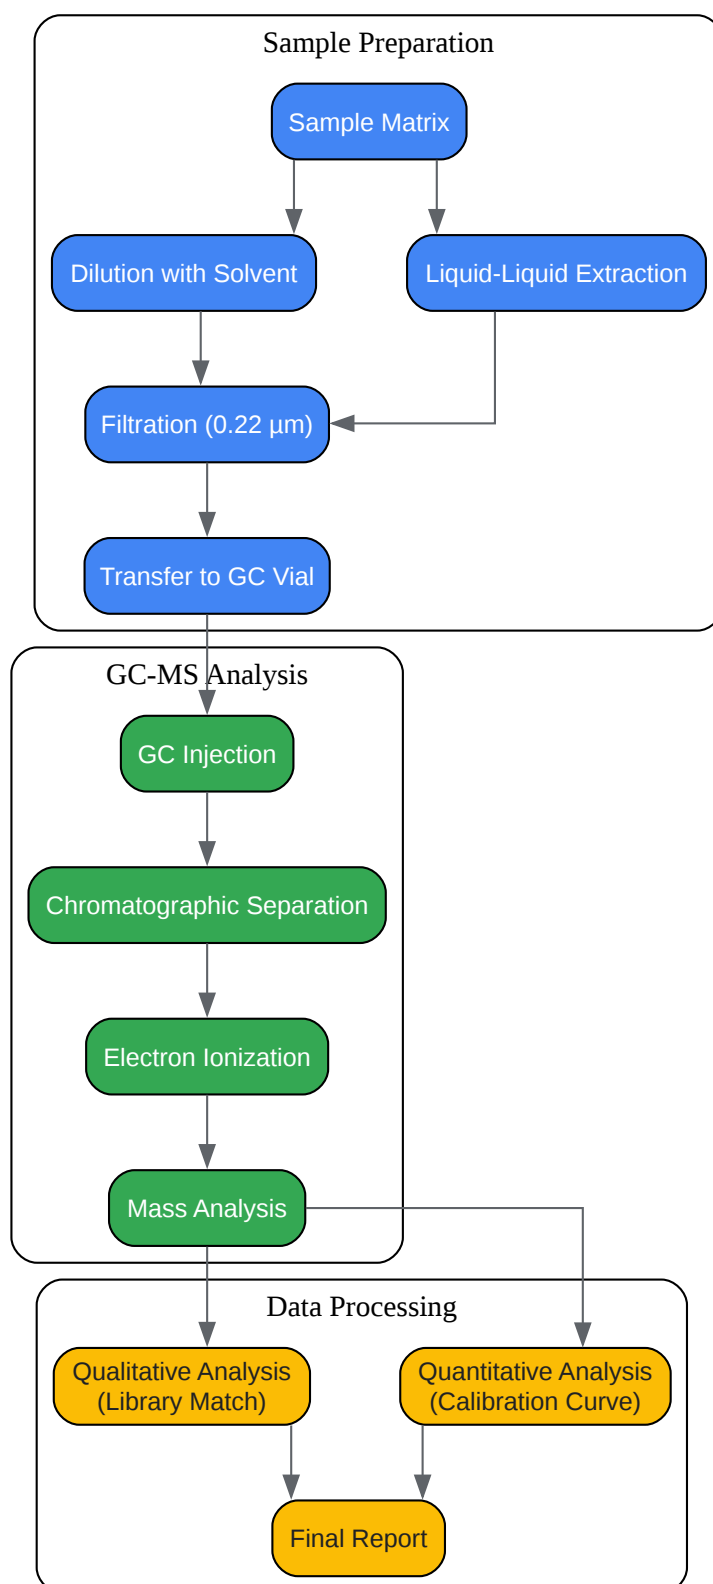 Sample Preparation
Sample Matrix
Dilution with Solvent
Liquid-Liquid Extraction
Filtration (0.22 µm)
Transfer to GC Vial
GC-MS Analysis
GC Injection
Chromatographic Separation
Electron Ionization
Mass Analysis
Data Processing
Qualitative Analysis
(Library Match)
Quantitative Analysis
(Calibration Curve)
Final Report